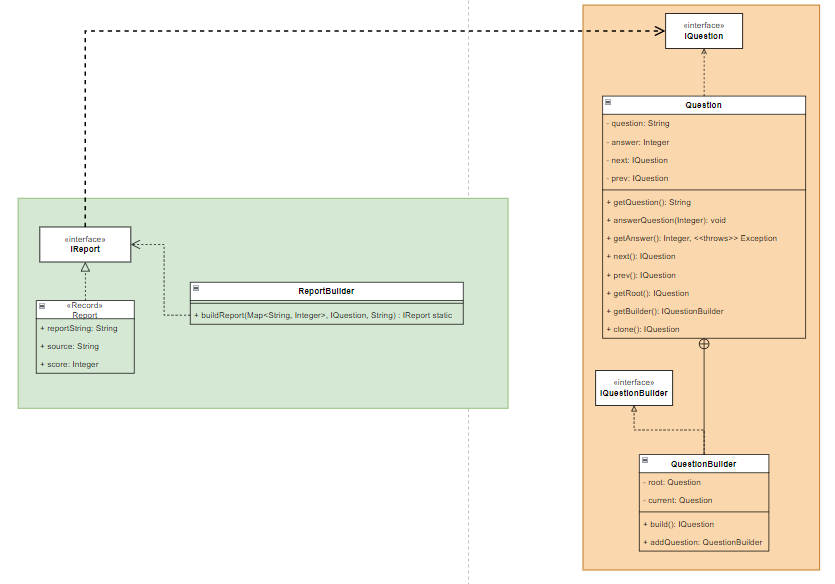 «interface»
IQuestion
Question
- question: String
- answer: Integer
- next: IQuestion
- prev: IQuestion
+ getQuestion(): String
+ answerQuestion(Integer): void
+ getAnswer(): Integer, <<throws>> Exception
+ next(): IQuestion
+ prev(): IQuestion
+ getRoot(): IQuestion
+ getBuilder(): IQuestionBuilder
+ clone(): IQuestion
«interface»
IReport
ReportBuilder
+ buildReport(Map<String, Integer>, IQuestion, String) : IReport static
«Record»
Report
+ reportString: String
+ source: String
+ score: Integer
«interface»
IQuestionBuilder
QuestionBuilder
- root: Question
- current: Question
+ build(): IQuestion
+ addQuestion: QuestionBuilder